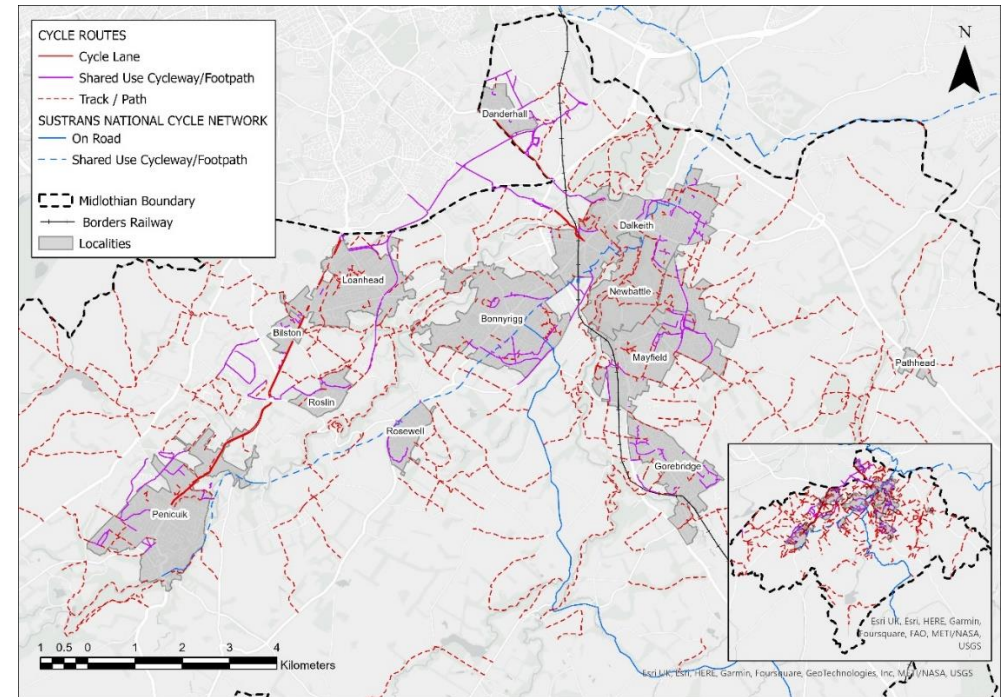 CYCLE ROUTES
Cycle Lane
Shared Use Cycleway/Footpath
Track / Path
SUSTRANS NATIONAL CYCLE NETWORK
On Road
Shared Use Cycleway/Footpath
Midlothian Boundary
Borders Railway
Localities
N
Danderhall
Dalkeith
Loanhead
Newbattle
Bonnyrigg
Bilston
Mayfield
Pathhead
Roslin
Rosewell
Gorebridge
Penicuik
1 0.5 0 1 2 3 4
Kilometers
Esri UK, Esri, HERE, Garmin,
Foursquare, FAO, METI/NASA,
USGS
Esri UK, Esri, HERE, Garmin, Foursquare, GeoTechnologies, Inc, METI/NASA, USGS